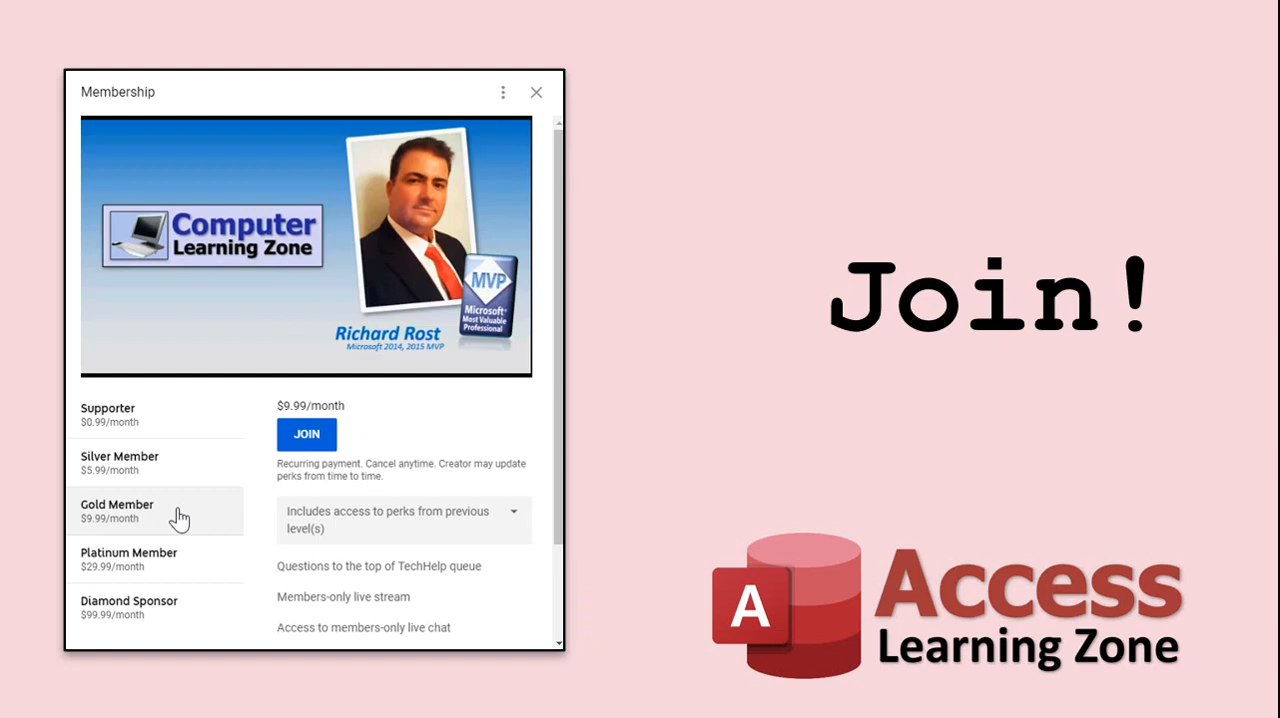 Membership
Computer
Learning Zone
MVP
Microsoft®
Most Valuable
Professional
Richard Rost
Microsoft 2014, 2015 MVP
Supporter
$0.99/month
Silver Member
$5.99/month
Gold Member
$9.99/month
Platinum Member
$29.99/month
Diamond Sponsor
$99.99/month
$9.99/month
JOIN
Recurring payment. Cancel anytime. Creator may update
perks from time to time.
Includes access to perks from previous
level(s)
Questions to the top of TechHelp queue
Members-only live stream
Access to members-only live chat
Join!
A
Access
Learning Zone